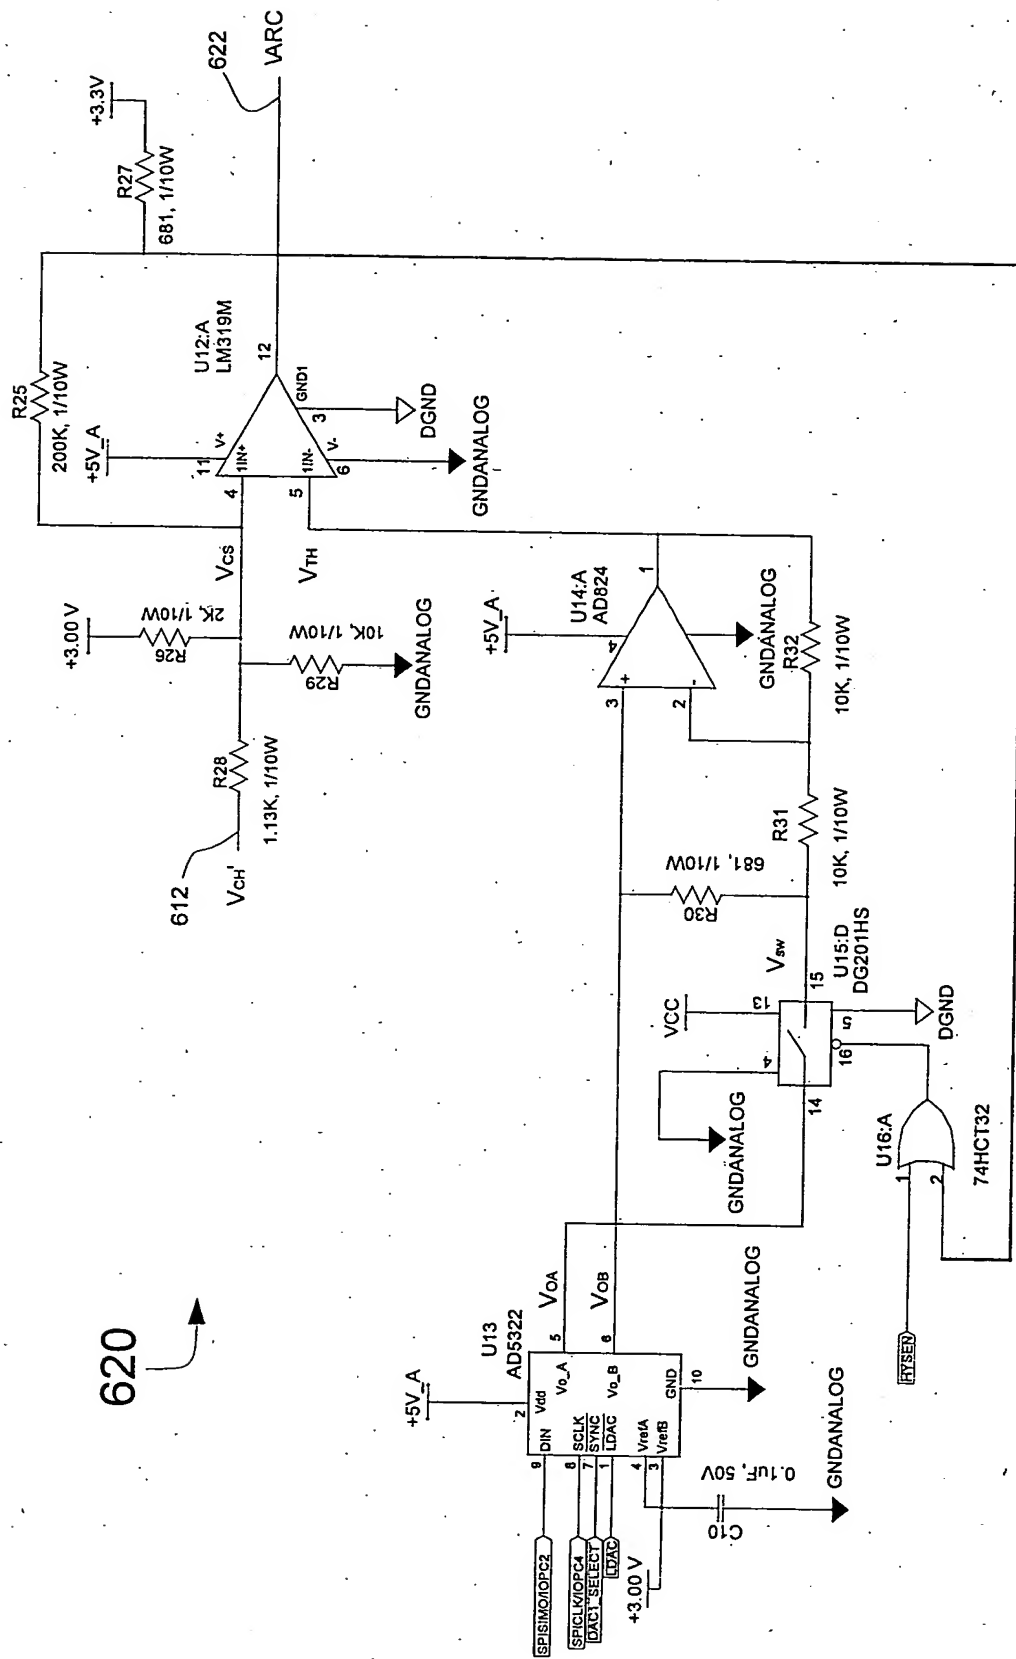 620
+5V_A
U13
AD5322
2
Vdd
9
DIN
8
SCLK
7
SYNC
1
LDAC
4
VrefA
3
VrefB
Vo_A
5
Vo_B
6
GND
10
GNDANALOG
SPISIMO/IOPC2
SPICLK/IOPC4
DAC1_SELECT
LDAC
+3.00 V
C10
0.1uF, 50V
GNDANALOG
VOA
VOB
HYSEN
U16:A
1
2
74HCT32
GNDANALOG
VCC
4
13
14
15
16
5
DGND
U15:D
DG201HS
Vsw
R30
681, 1/10W
R31
10K, 1/10W
R32
10K, 1/10W
+5V_A
U14:A
AD824
3
+
2
-
4
1
GNDANALOG
612
VCH'
R28
1.13K, 1/10W
+3.00 V
R26
2K, 1/10W
R29
10K, 1/10W
GNDANALOG
VCS
VTH
R25
200K, 1/10W
+5V_A
U12:A
LM319M
11
V+
4
1IN+
5
1IN-
6
V-
GND1
3
12
DGND
GNDANALOG
R27
681, 1/10W
+3.3V
622
VARC